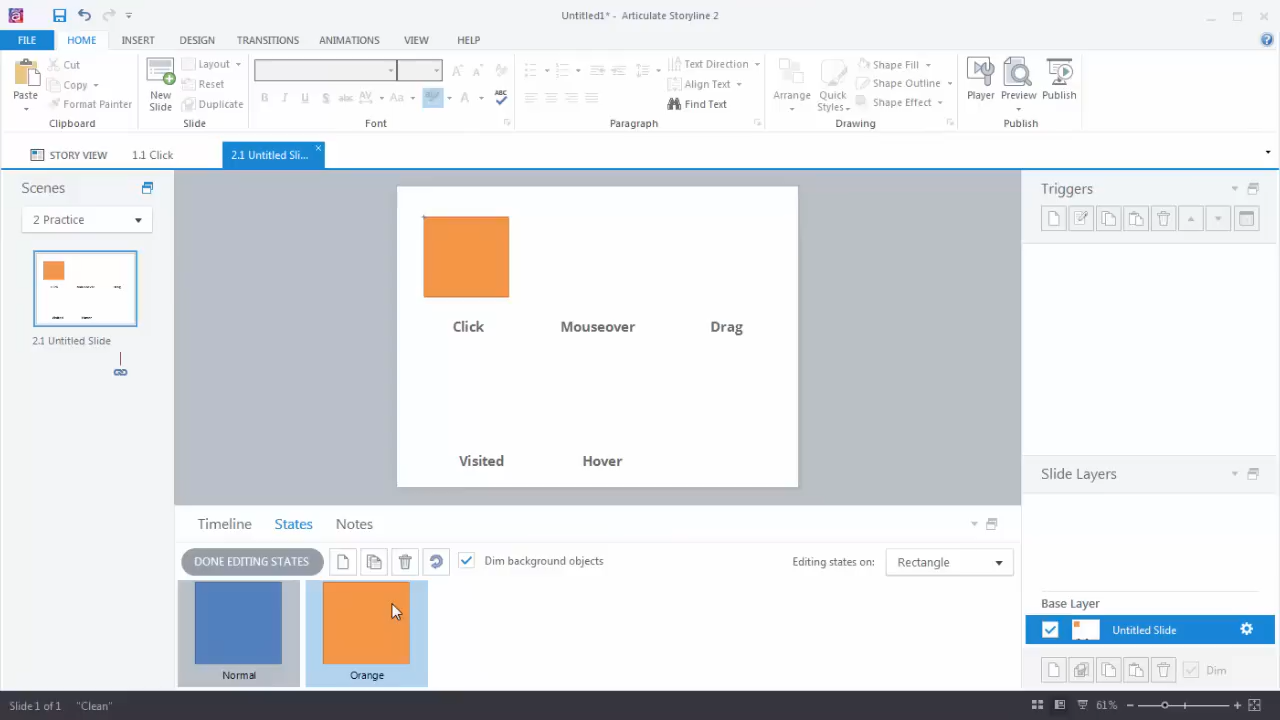 Untitled1* - Articulate Storyline 2
FILE HOME INSERT DESIGN TRANSITIONS ANIMATIONS VIEW HELP
Paste
Cut
Copy
Format Painter
Clipboard
New Slide
Layout
Reset
Duplicate
Slide
B I U S abc AV Aa A ABC
Font
Text Direction
Align Text
Find Text
Paragraph
Arrange
Quick Styles
Shape Fill
Shape Outline
Shape Effect
Drawing
Player
Preview
Publish
Publish
STORY VIEW 1.1 Click 2.1 Untitled Sli...
Scenes
2 Practice
2.1 Untitled Slide
Click Mouseover Drag
Visited Hover
Triggers
Slide Layers
Timeline States Notes
DONE EDITING STATES Dim background objects Editing states on: Rectangle
Normal Orange
Base Layer
Untitled Slide
Dim
Slide 1 of 1 "Clean" 61%